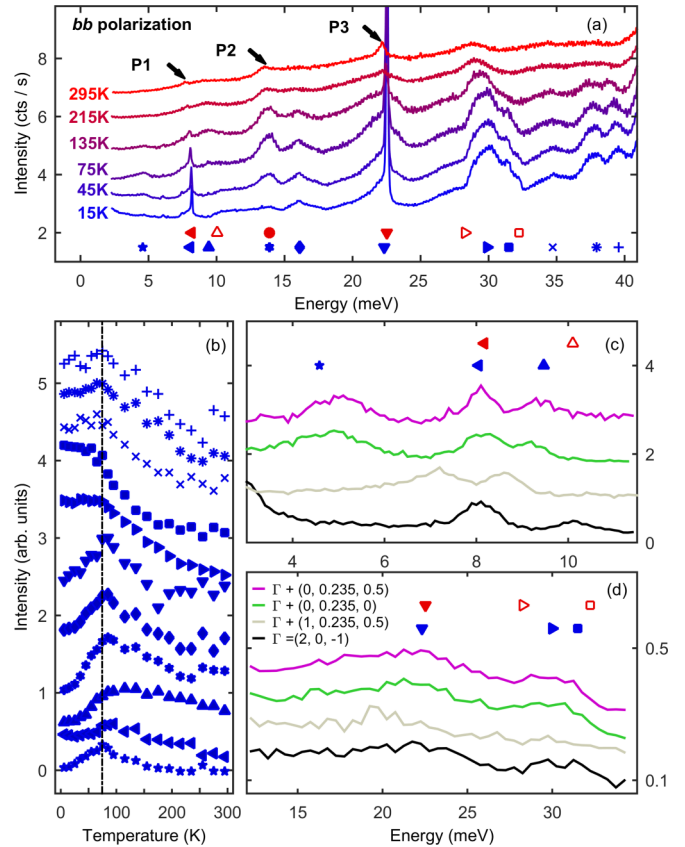 bb polarization
(a)
P1
P2
P3
Intensity (cts / s)
8
6
4
2
295K
215K
135K
75K
45K
15K
0 5 10 15 20 25 30 35 40
Energy (meV)
(b)
Intensity (arb. units)
5
4
3
2
1
0
0 100 200 300
Temperature (K)
(c)
4
2
0
4 6 8 10
(d)
Γ + (0, 0.235, 0.5)
Γ + (0, 0.235, 0)
Γ + (1, 0.235, 0.5)
Γ =(2, 0, -1)
0.5
0.1
15 20 25 30 35
Energy (meV)